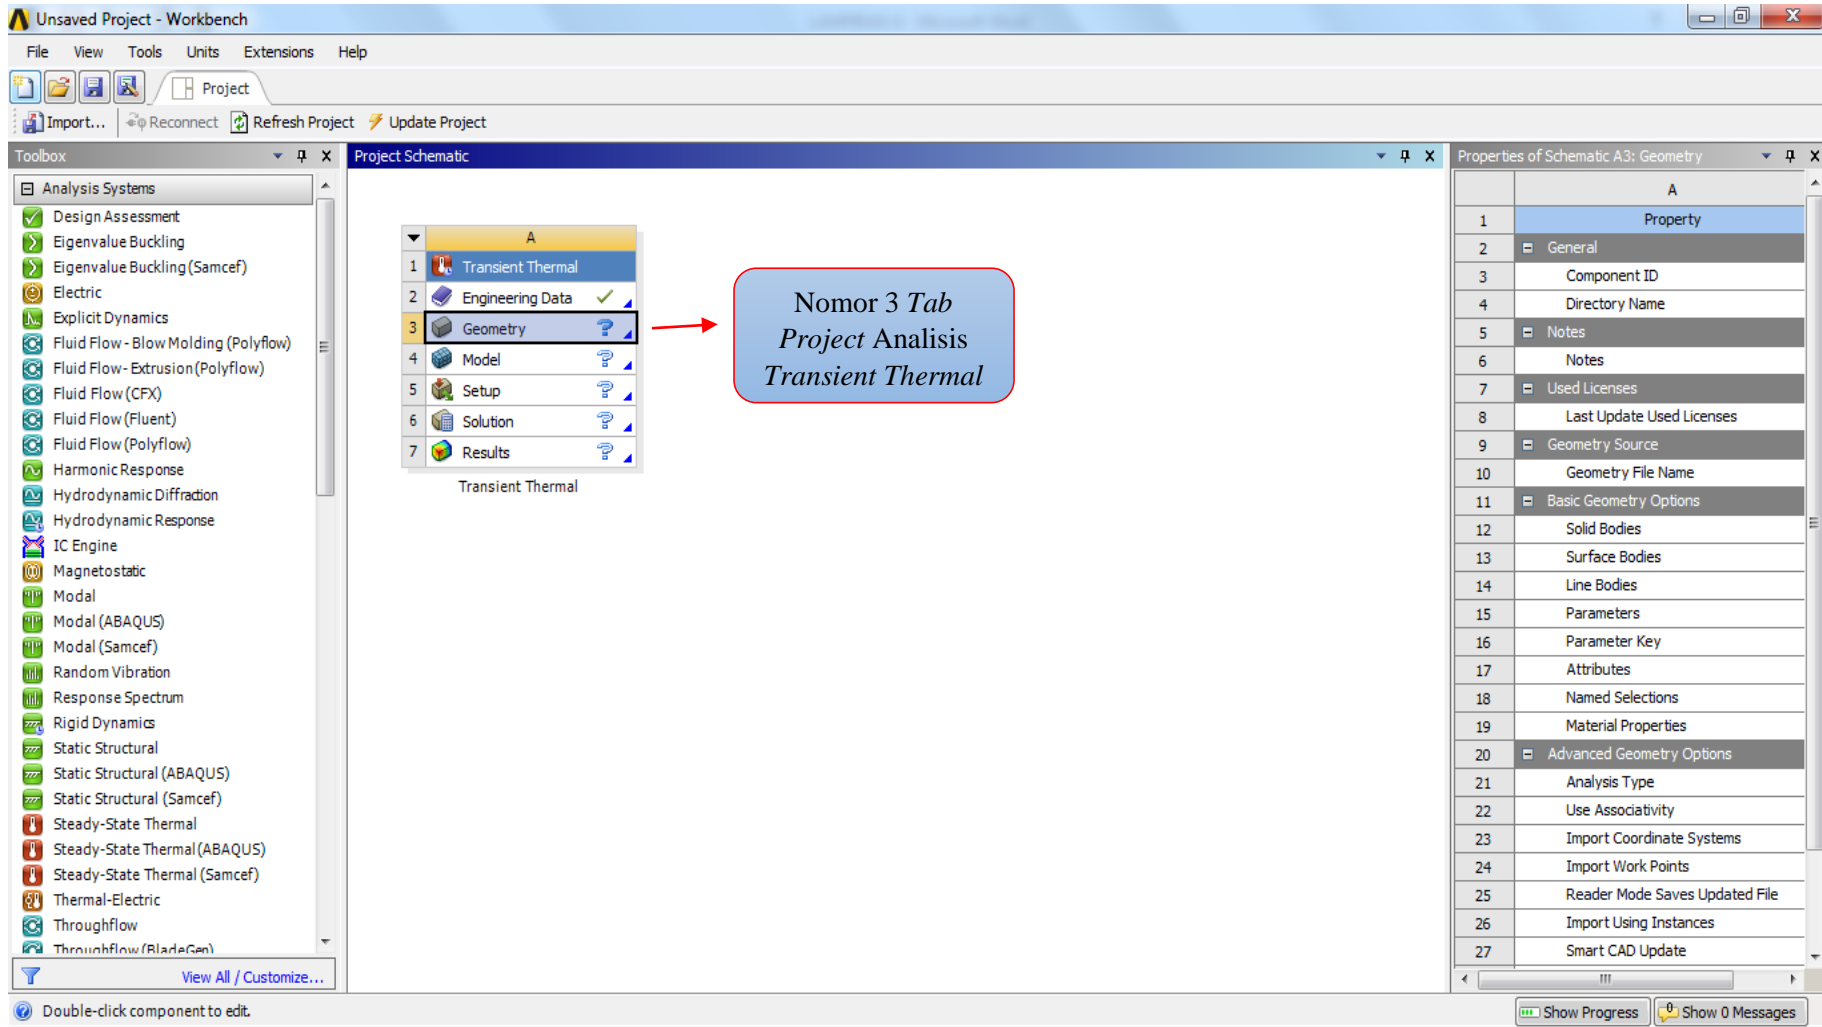 Unsaved Project - Workbench
File View Tools Units Extensions Help
Project
Import... Reconnect Refresh Project Update Project
Toolbox
Analysis Systems
Design Assessment
Eigenvalue Buckling
Eigenvalue Buckling (Samcef)
Electric
Explicit Dynamics
Fluid Flow - Blow Molding (Polyflow)
Fluid Flow - Extrusion (Polyflow)
Fluid Flow (CFX)
Fluid Flow (Fluent)
Fluid Flow (Polyflow)
Harmonic Response
Hydrodynamic Diffraction
Hydrodynamic Response
IC Engine
Magnetostatic
Modal
Modal (ABAQUS)
Modal (Samcef)
Random Vibration
Response Spectrum
Rigid Dynamics
Static Structural
Static Structural (ABAQUS)
Static Structural (Samcef)
Steady-State Thermal
Steady-State Thermal (ABAQUS)
Steady-State Thermal (Samcef)
Thermal-Electric
Throughflow
Throughflow (BladeGen)
View All / Customize...
Project Schematic
A
1 Transient Thermal
2 Engineering Data
3 Geometry
4 Model
5 Setup
6 Solution
7 Results
Transient Thermal
Nomor 3 Tab
Project Analisis
Transient Thermal
Properties of Schematic A3: Geometry
A
1 Property
2 General
3 Component ID
4 Directory Name
5 Notes
6 Notes
7 Used Licenses
8 Last Update Used Licenses
9 Geometry Source
10 Geometry File Name
11 Basic Geometry Options
12 Solid Bodies
13 Surface Bodies
14 Line Bodies
15 Parameters
16 Parameter Key
17 Attributes
18 Named Selections
19 Material Properties
20 Advanced Geometry Options
21 Analysis Type
22 Use Associativity
23 Import Coordinate Systems
24 Import Work Points
25 Reader Mode Saves Updated File
26 Import Using Instances
27 Smart CAD Update
Double-click component to edit.
Show Progress Show 0 Messages